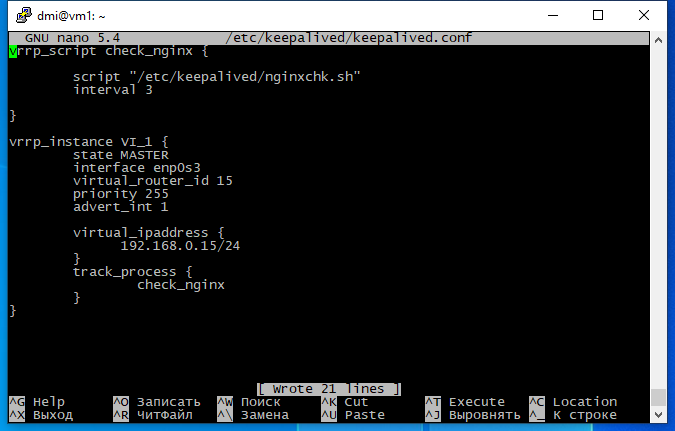 dmi@vm1: ~
GNU nano 5.4 /etc/keepalived/keepalived.conf
vrrp_script check_nginx {
script "/etc/keepalived/nginxchk.sh"
interval 3
}
vrrp_instance VI_1 {
state MASTER
interface enp0s3
virtual_router_id 15
priority 255
advert_int 1
virtual_ipaddress {
192.168.0.15/24
}
track_process {
check_nginx
}
}
[ Wrote 21 lines ]
^G Help ^O Записать ^W Поиск ^K Cut ^T Execute ^C Location
^X Выход ^R ЧитФайл ^\ Замена ^U Paste ^J Выровнять ^_ К строке